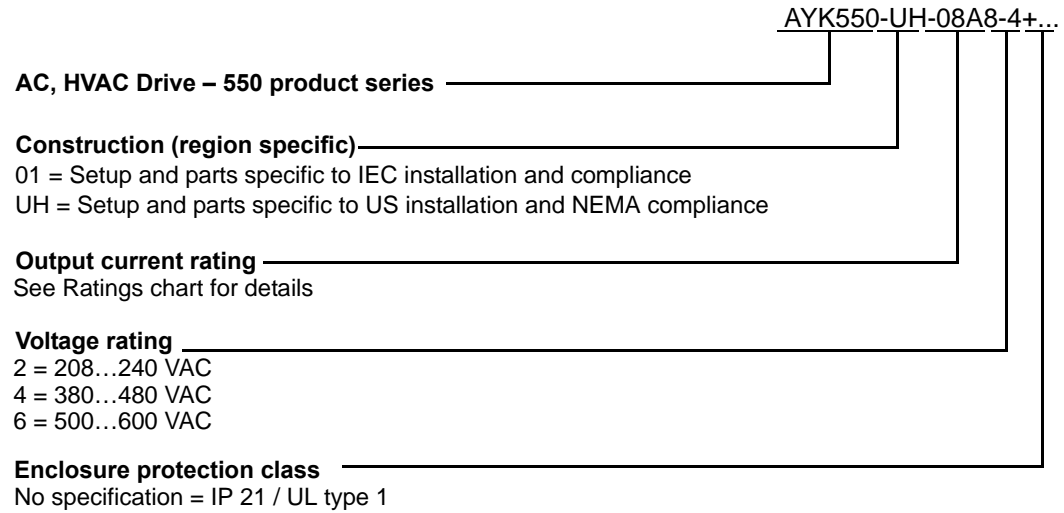 AYK550-UH-08A8-4+...
AC, HVAC Drive – 550 product series
Construction (region specific)
01 = Setup and parts specific to IEC installation and compliance
UH = Setup and parts specific to US installation and NEMA compliance
Output current rating
See Ratings chart for details
Voltage rating
2 = 208…240 VAC
4 = 380…480 VAC
6 = 500…600 VAC
Enclosure protection class
No specification = IP 21 / UL type 1